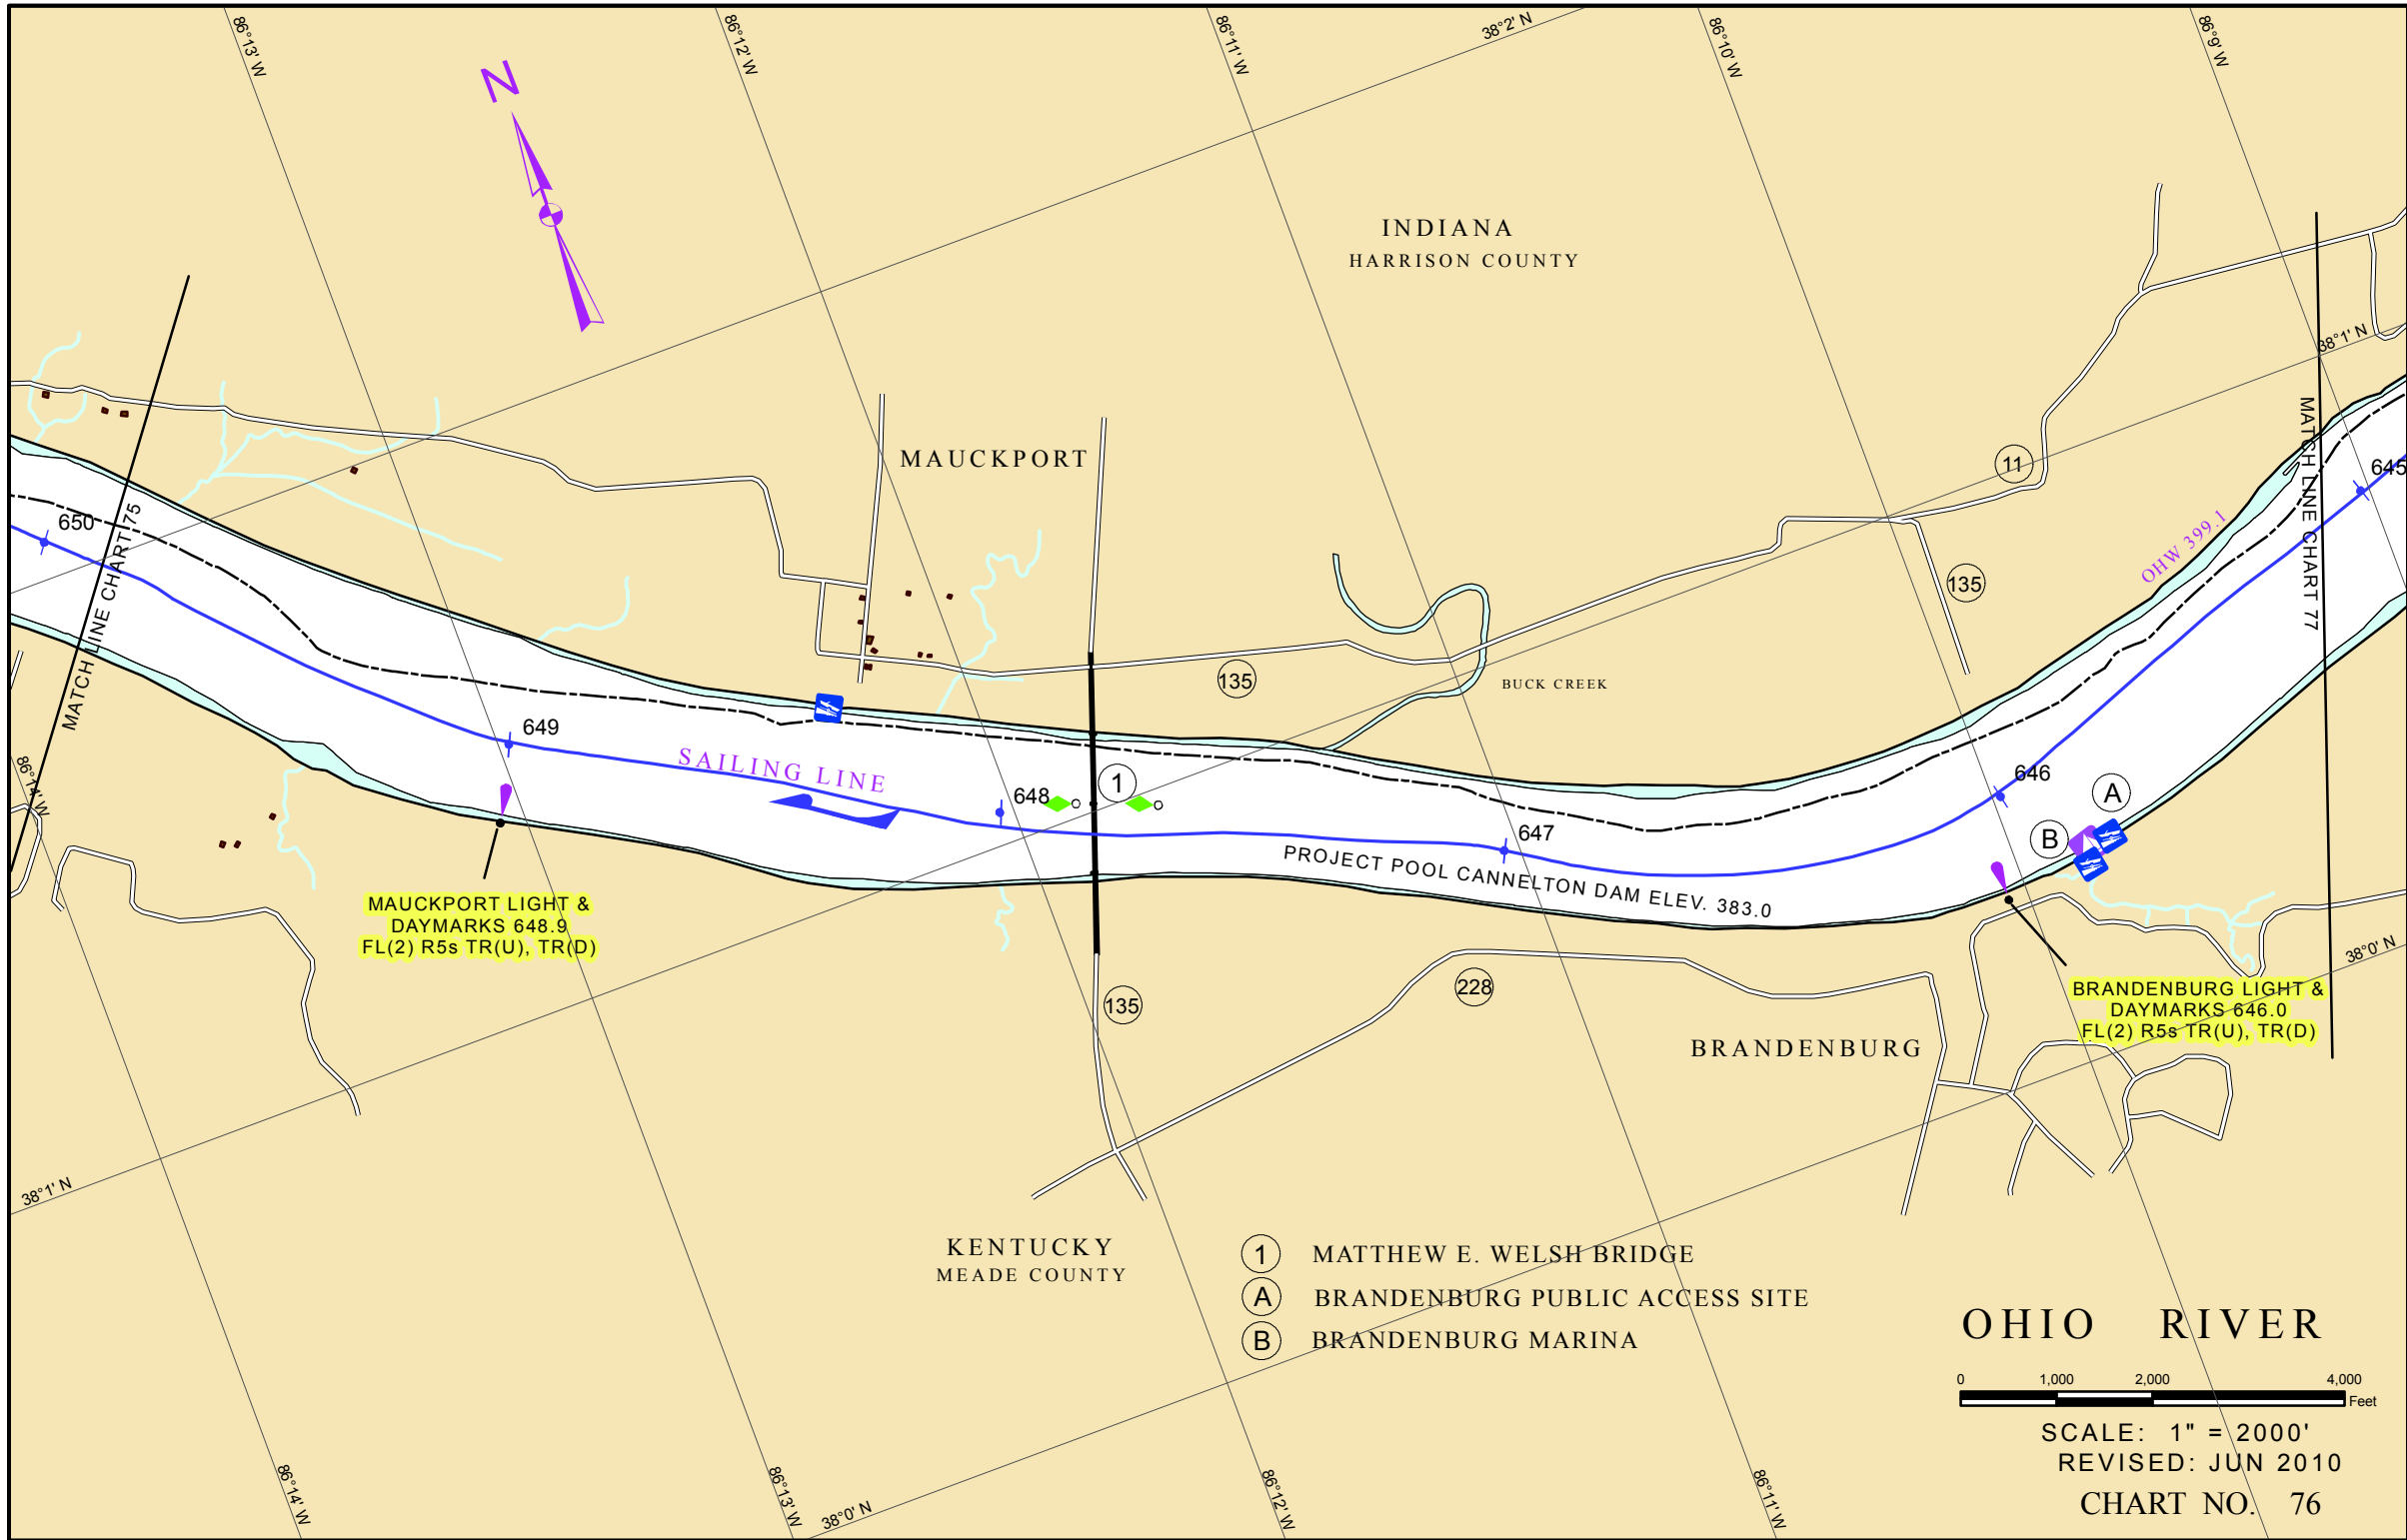 86°13' W
86°12' W
86°11' W
38°2' N
86°10' W
86°9' W
N
INDIANA
HARRISON COUNTY
38°1' N
MAUCKPORT
11
645
650
MATCH LINE CHART 75
MATCH LINE CHART 77
OHW 399.1
135
135
BUCK CREEK
649
SAILING LINE
648
1
646
A
B
647
PROJECT POOL CANNELTON DAM ELEV. 383.0
86°14' W
MAUCKPORT LIGHT &
DAYMARKS 648.9
FL(2) R5s TR(U), TR(D)
135
228
38°0' N
BRANDENBURG LIGHT &
DAYMARKS 646.0
FL(2) R5s TR(U), TR(D)
BRANDENBURG
38°1' N
KENTUCKY
MEADE COUNTY
1 MATTHEW E. WELSH BRIDGE
A BRANDENBURG PUBLIC ACCESS SITE
B BRANDENBURG MARINA
OHIO RIVER
0 1,000 2,000 4,000
Feet
SCALE: 1" = 2000'
REVISED: JUN 2010
CHART NO. 76
86°14' W
86°13' W
38°0' N
86°12' W
86°11' W